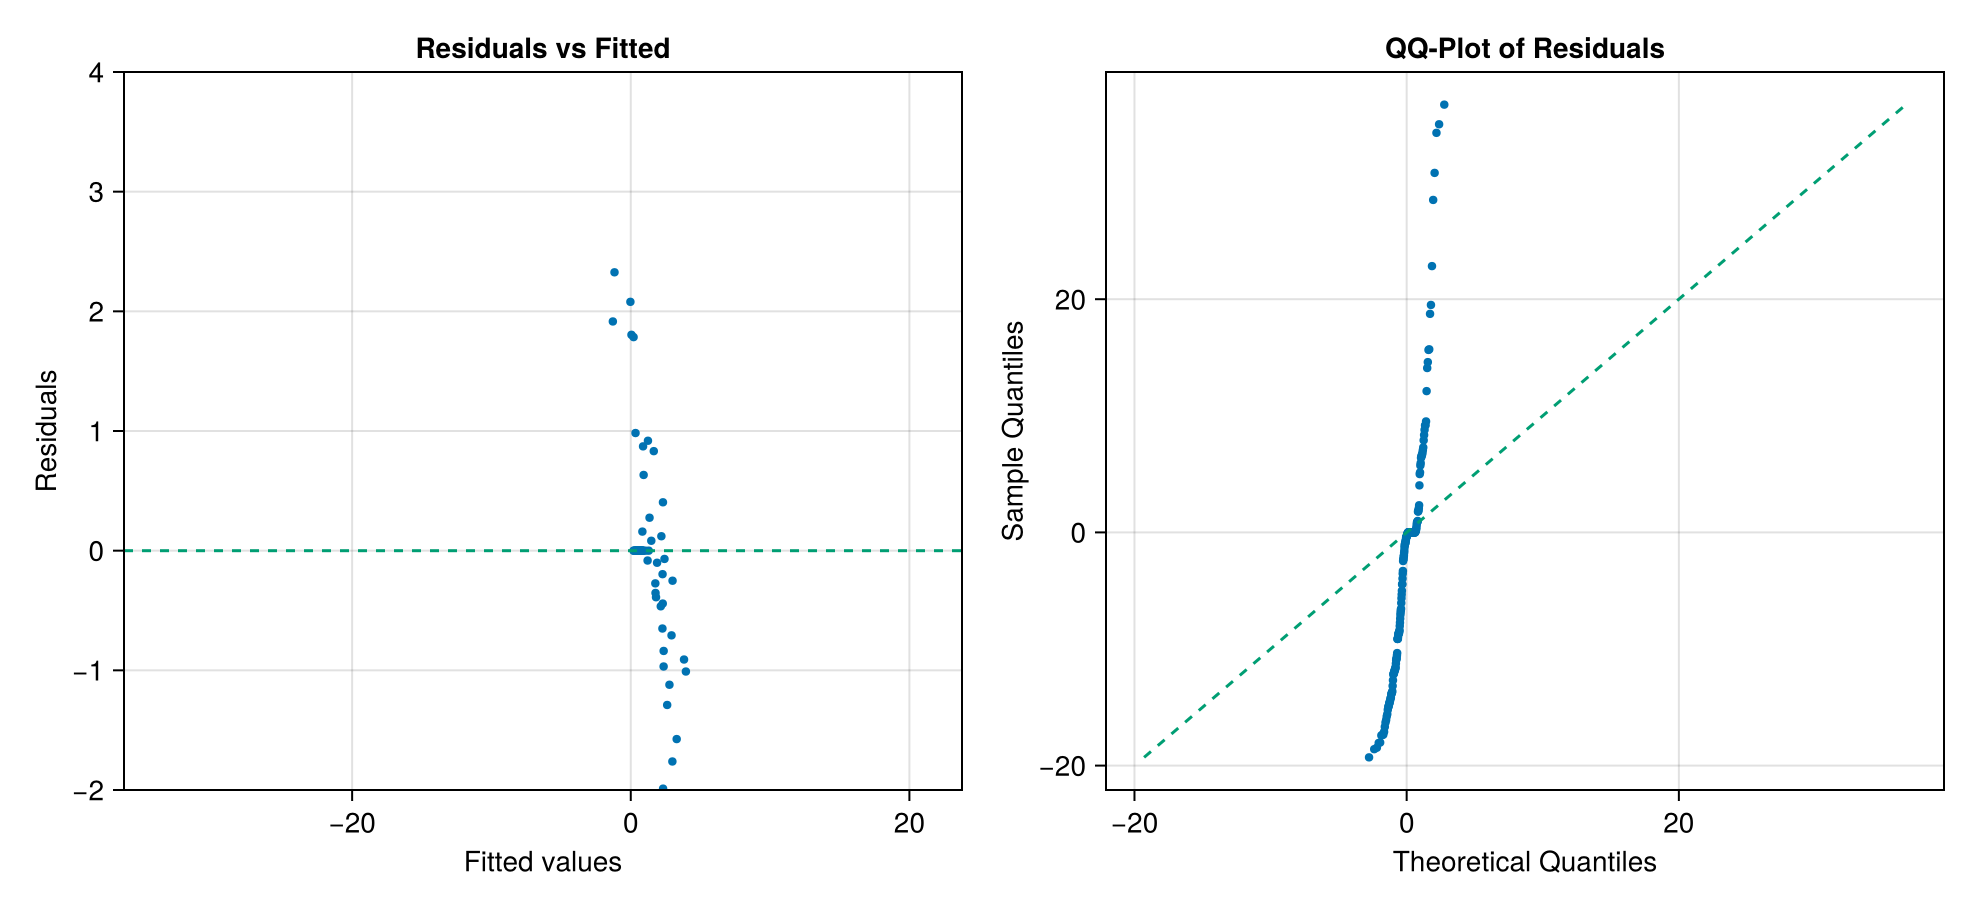 Residuals vs Fitted
4
3
2
1
0
−1
−2
Residuals
−20
0
20
Fitted values
QQ-Plot of Residuals
20
0
−20
Sample Quantiles
−20
0
20
Theoretical Quantiles